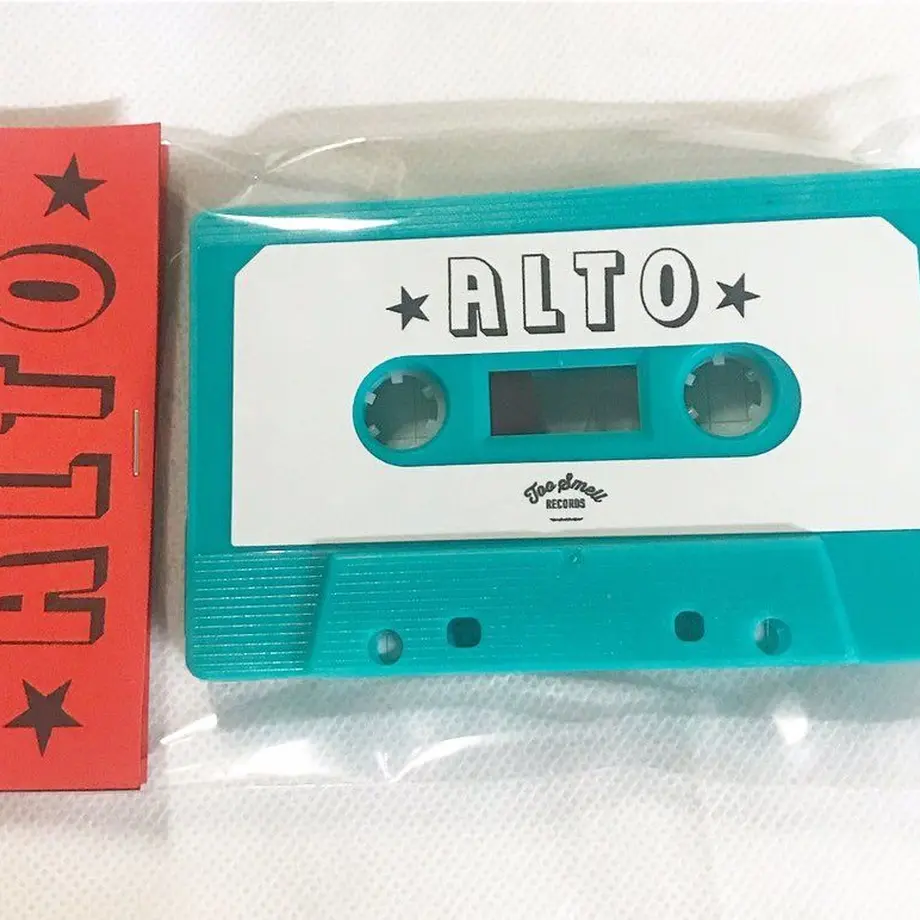 ALTO
★ALTO★
Too Smell
RECORDS